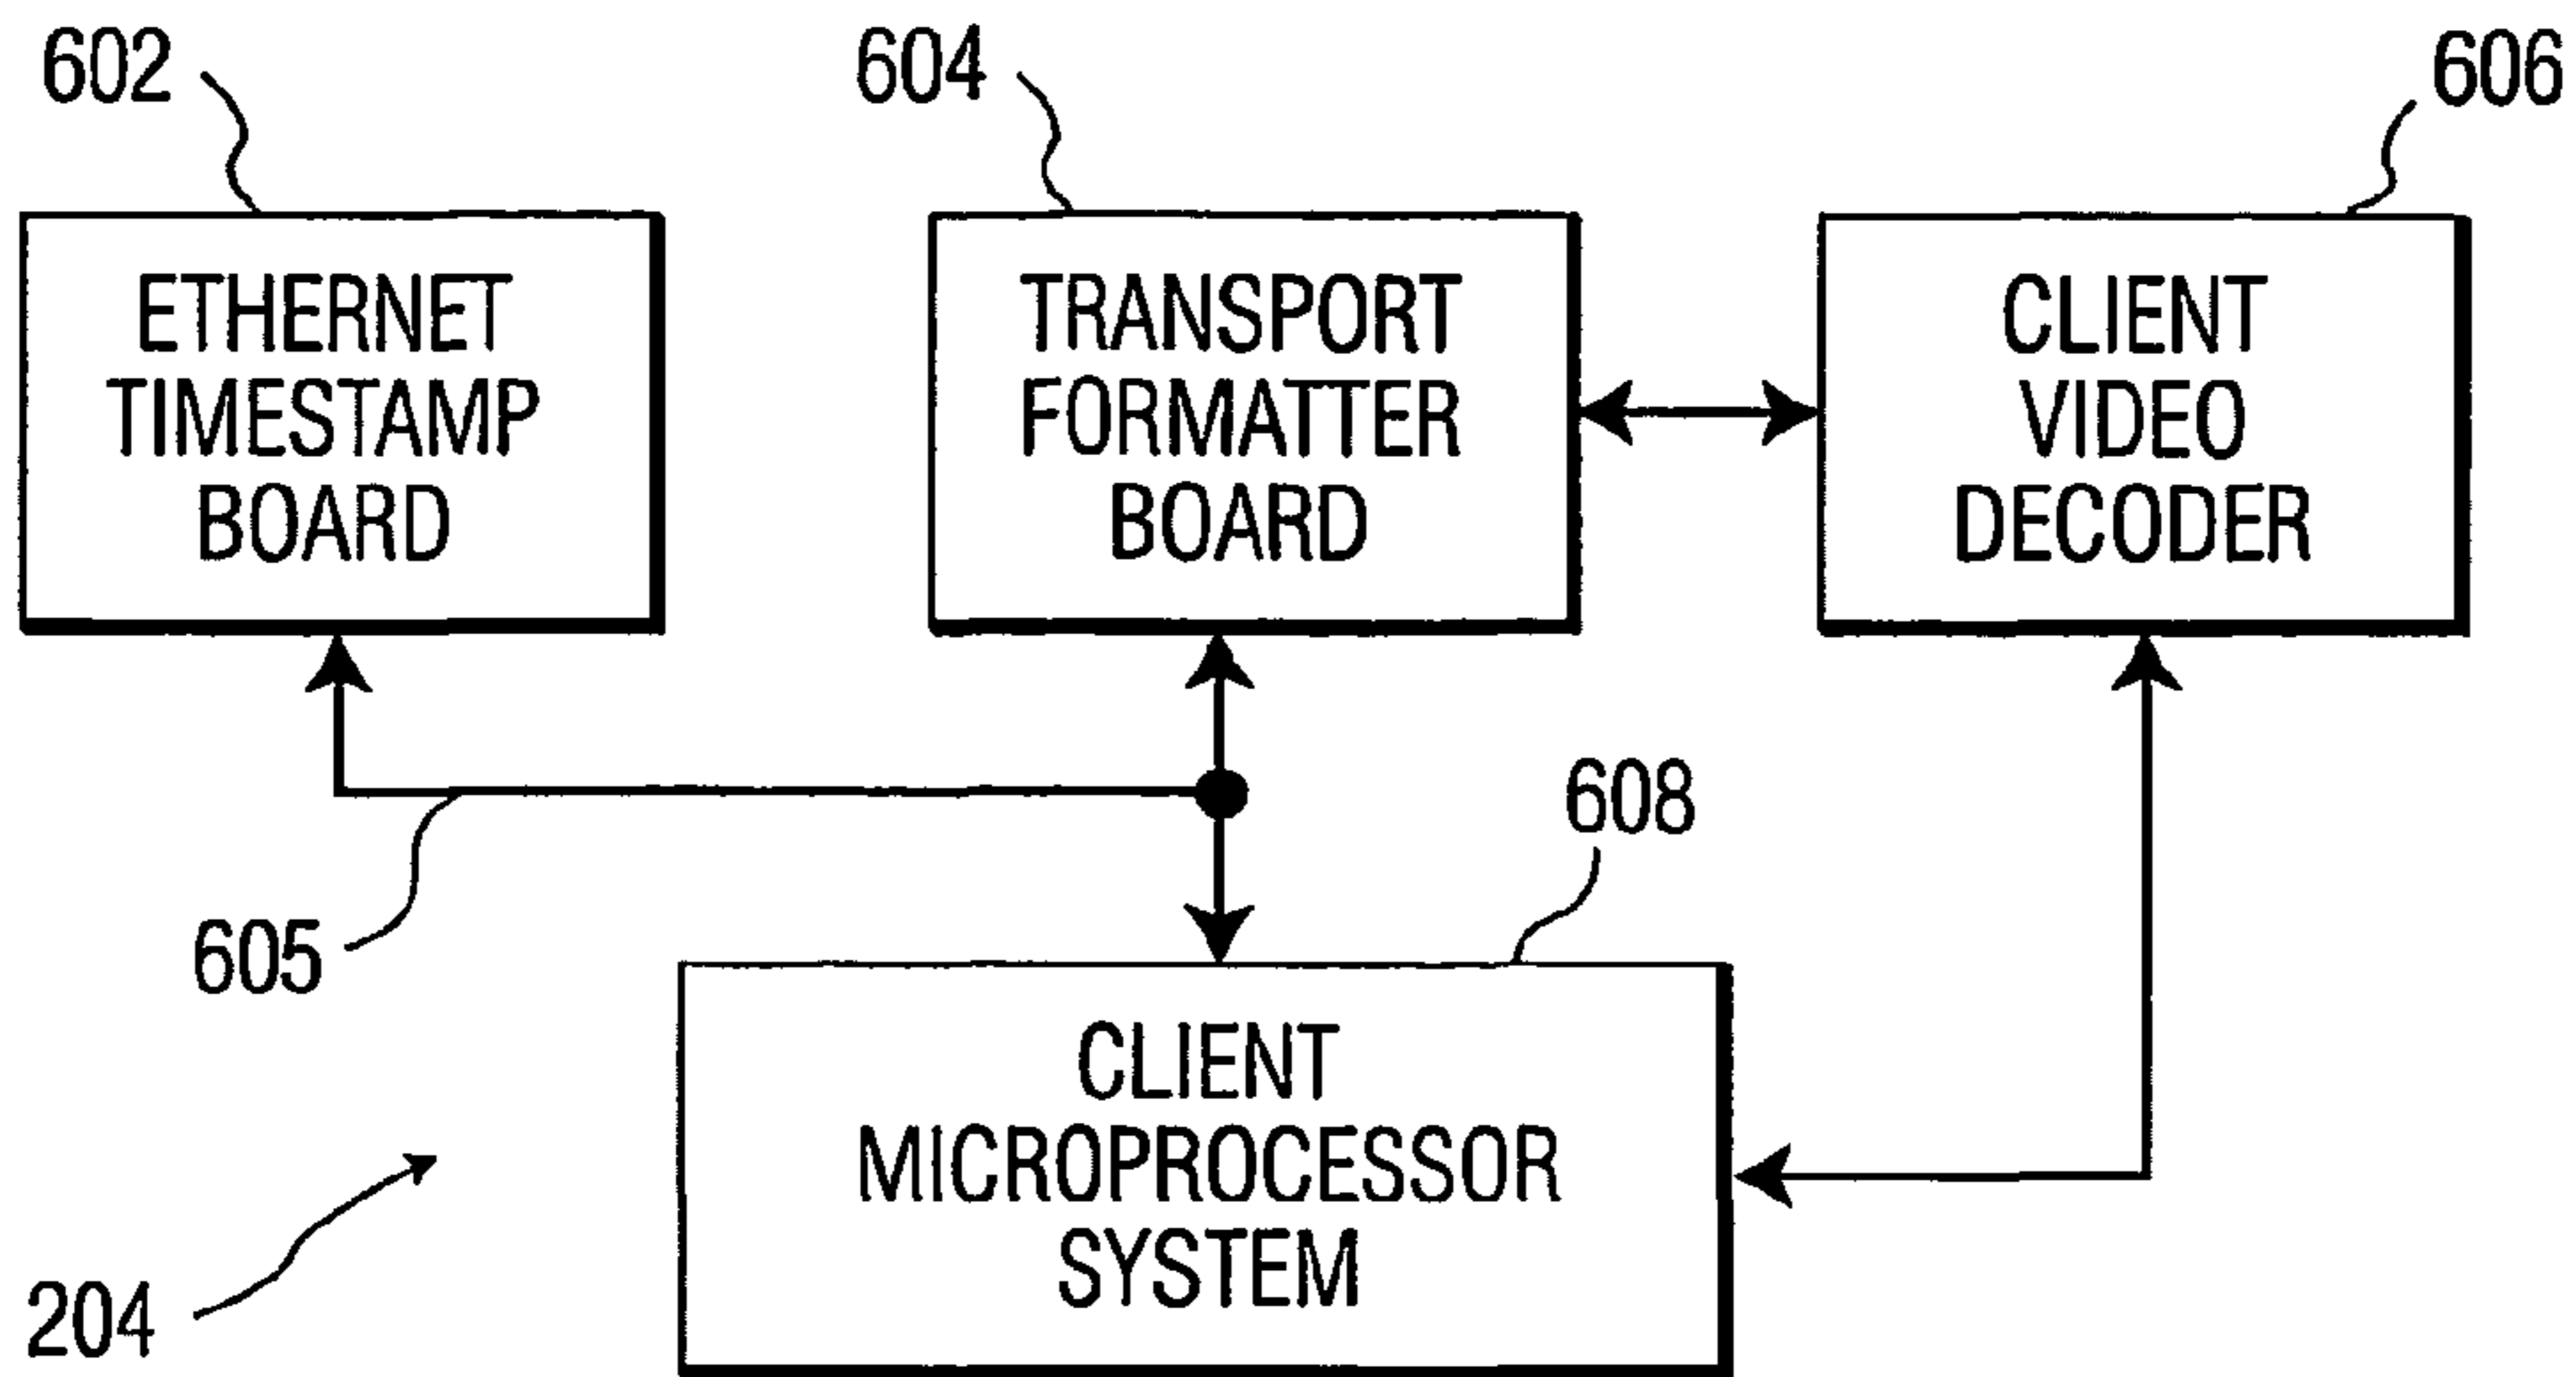 602
604
606
ETHERNET
TIMESTAMP
BOARD
TRANSPORT
FORMATTER
BOARD
CLIENT
VIDEO
DECODER
605
608
CLIENT
MICROPROCESSOR
SYSTEM
204